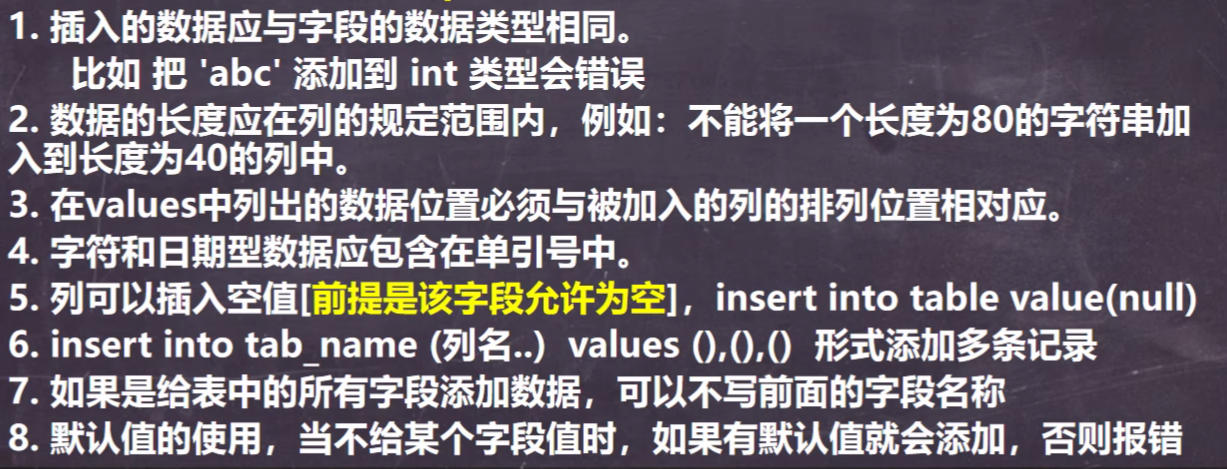 1. 插入的数据应与字段的数据类型相同。
比如 把 'abc' 添加到 int 类型会错误
2. 数据的长度应在列的规定范围内，例如：不能将一个长度为80的字符串加
入到长度为40的列中。
3. 在values中列出的数据位置必须与被加入的列的排列位置相对应。
4. 字符和日期型数据应包含在单引号中。
5. 列可以插入空值[前提是该字段允许为空]，insert into table value(null)
6. insert into tab_name (列名..) values (),(),() 形式添加多条记录
7. 如果是给表中的所有字段添加数据，可以不写前面的字段名称
8. 默认值的使用，当不给某个字段值时，如果有默认值就会添加，否则报错